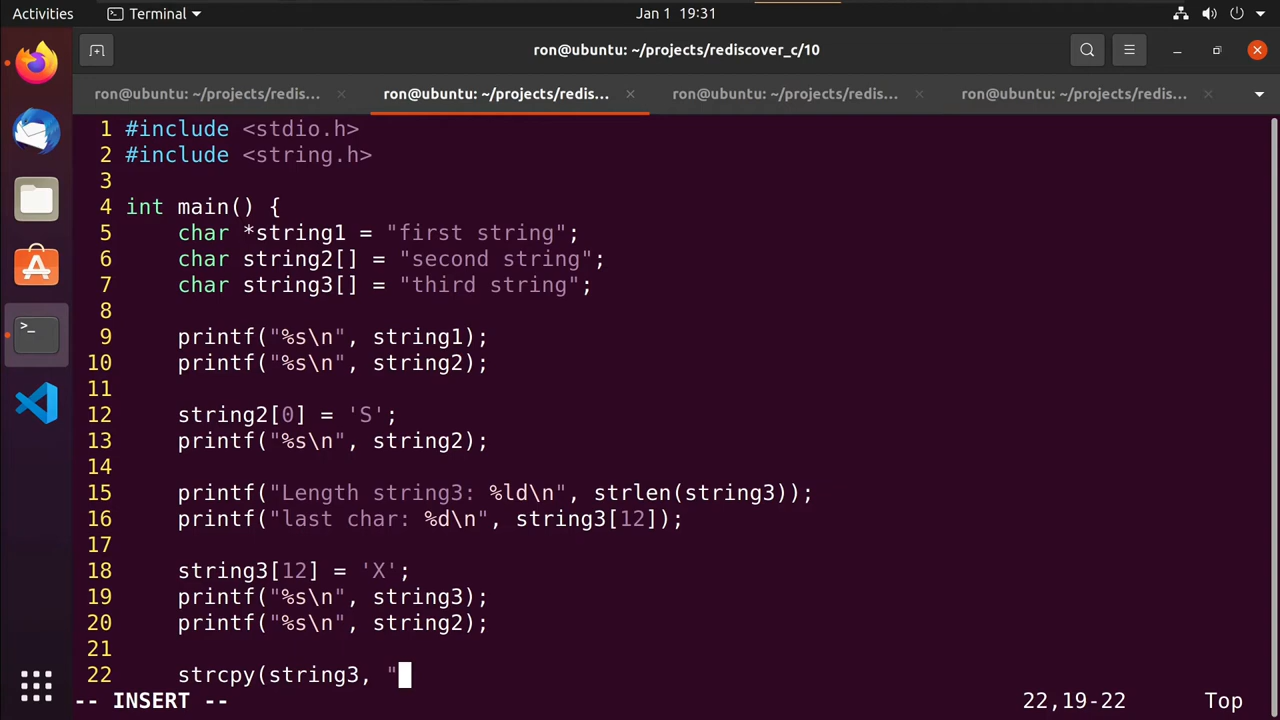 Activities
Terminal
Jan 1 19:31
ron@ubuntu: ~/projects/rediscover_c/10
ron@ubuntu: ~/projects/redis...
ron@ubuntu: ~/projects/redis...
ron@ubuntu: ~/projects/redis...
ron@ubuntu: ~/projects/redis...
1 #include <stdio.h>
2 #include <string.h>
3
4 int main() {
5     char *string1 = "first string";
6     char string2[] = "second string";
7     char string3[] = "third string";
8
9     printf("%s\n", string1);
10     printf("%s\n", string2);
11
12     string2[0] = 'S';
13     printf("%s\n", string2);
14
15     printf("Length string3: %ld\n", strlen(string3));
16     printf("last char: %d\n", string3[12]);
17
18     string3[12] = 'X';
19     printf("%s\n", string3);
20     printf("%s\n", string2);
21
22     strcpy(string3, "
-- INSERT -- 22,19-22 Top